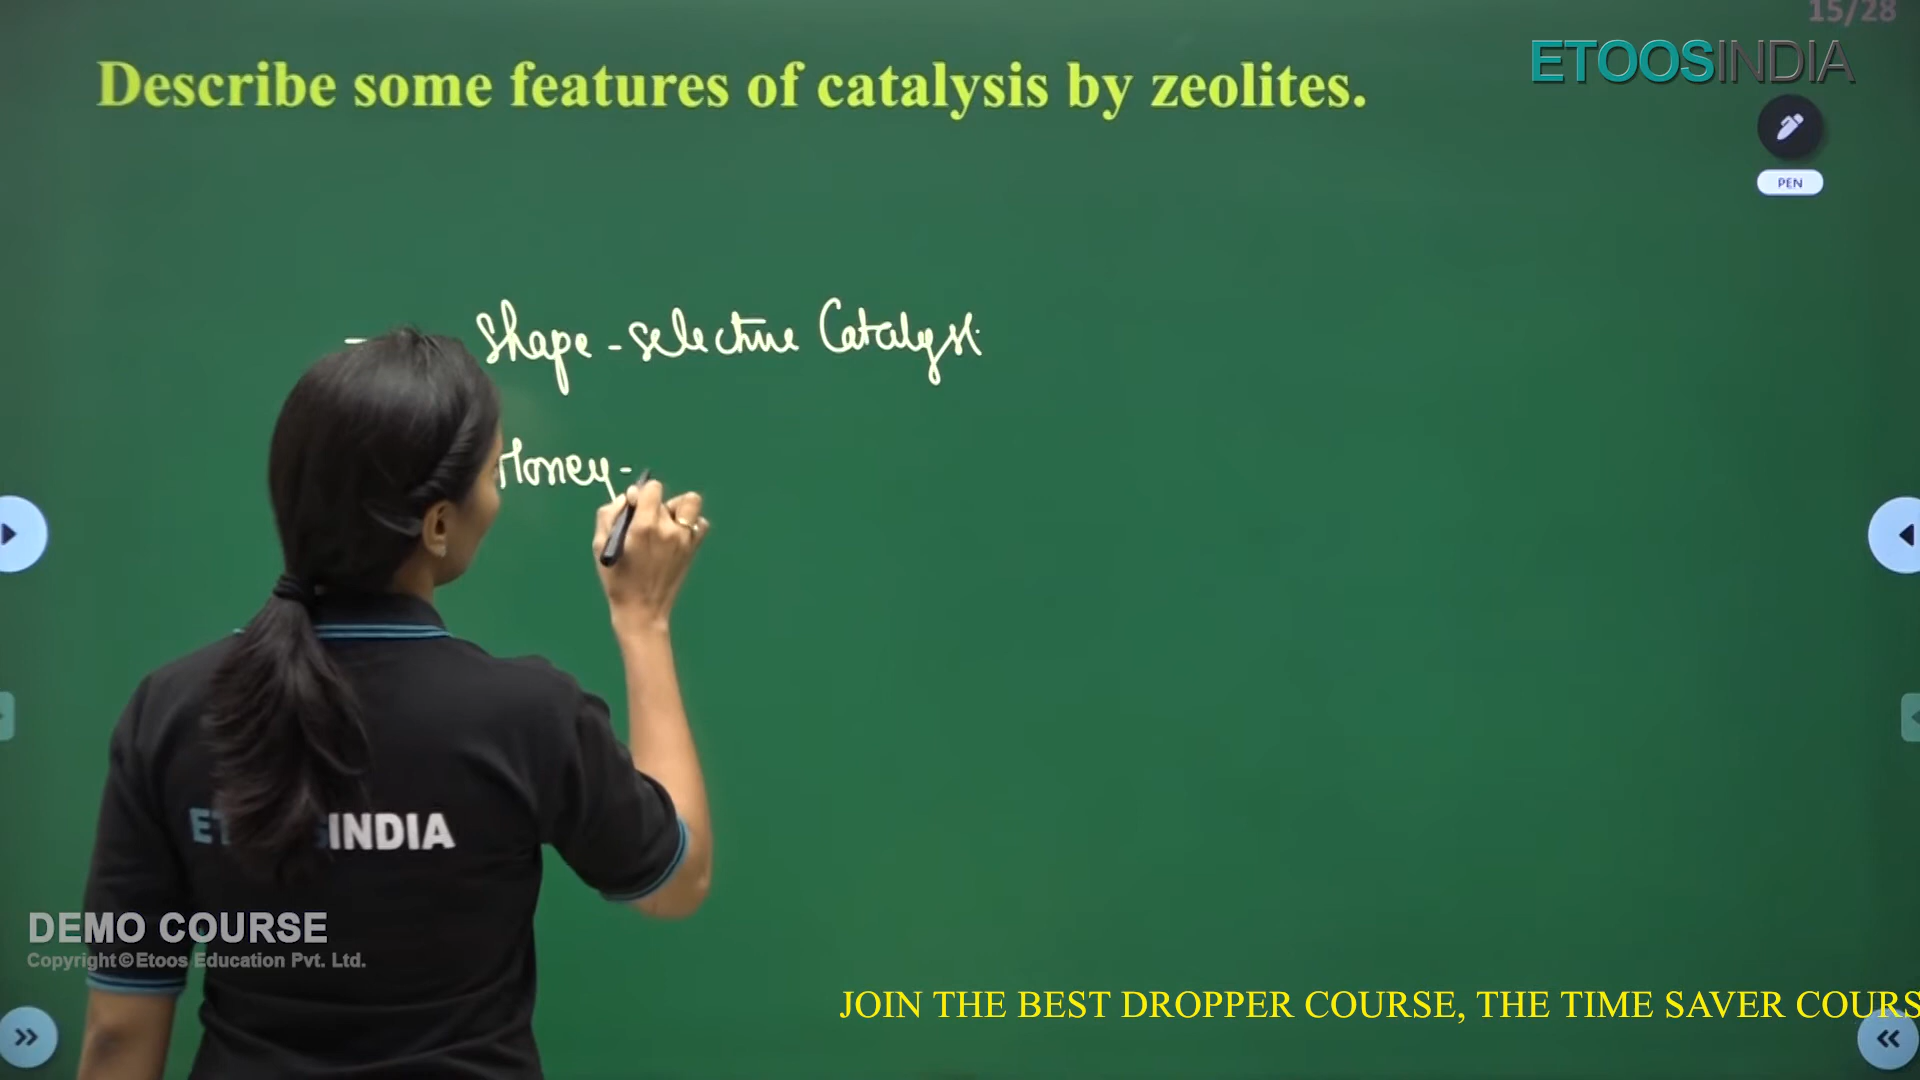 15/28
ETOOSINDIA
Describe some features of catalysis by zeolites.
PEN
Shape-selective Catalyst.
Honey-
INDIA
DEMO COURSE
Copyright©Etoos Education Pvt. Ltd.
JOIN THE BEST DROPPER COURSE, THE TIME SAVER COURS